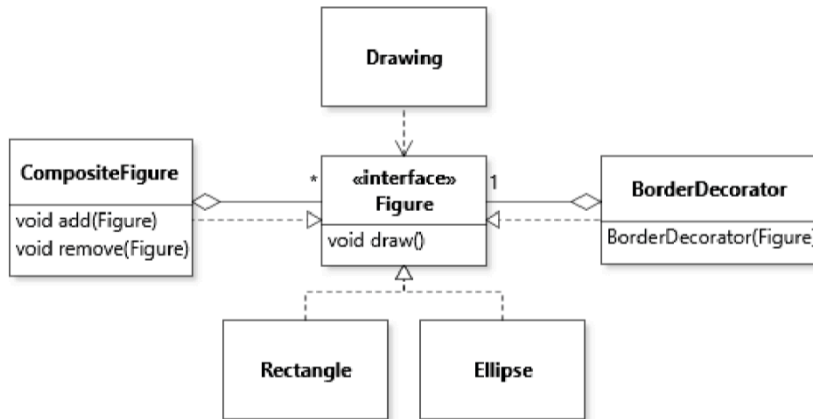 Drawing
CompositeFigure
void add(Figure)
void remove(Figure)
*
«interface»
Figure
void draw()
1
BorderDecorator
BorderDecorator(Figure)
Rectangle
Ellipse